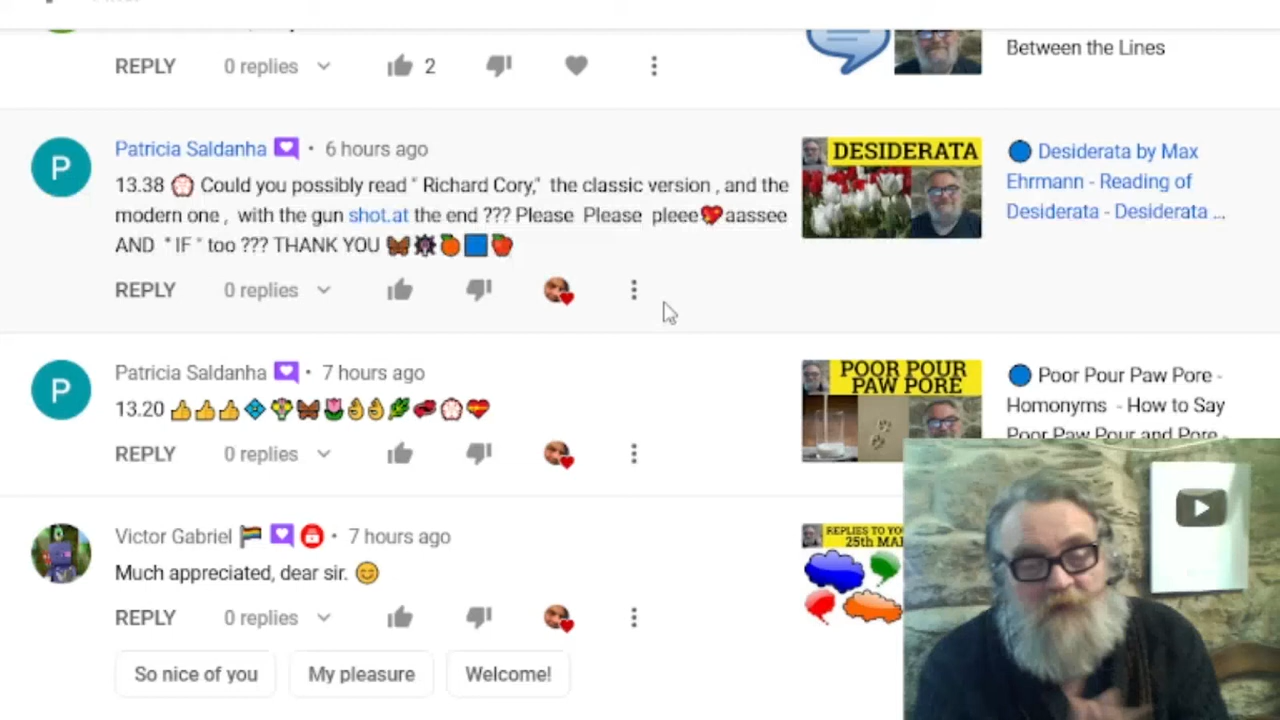 REPLY 0 replies 2
Between the Lines
P
Patricia Saldanha • 6 hours ago
13.38 Could you possibly read " Richard Cory," the classic version , and the
modern one , with the gun shot.at the end ??? Please Please pleee💖aassee
AND " IF " too ??? THANK YOU 🦋🍊🟦🍎
REPLY 0 replies
DESIDERATA
Desiderata by Max
Ehrmann - Reading of
Desiderata - Desiderata ...
P
Patricia Saldanha • 7 hours ago
13.20 👍👍👍💠💐🦋🌷👌👌🌿💝
REPLY 0 replies
POOR POUR
PAW PORE
Poor Pour Paw Pore -
Homonyms - How to Say
Poor Paw Pour and Pore
Victor Gabriel 🏳️‍🌈 • 7 hours ago
Much appreciated, dear sir. 😊
REPLY 0 replies
So nice of you
My pleasure
Welcome!
REPLIES TO
25th